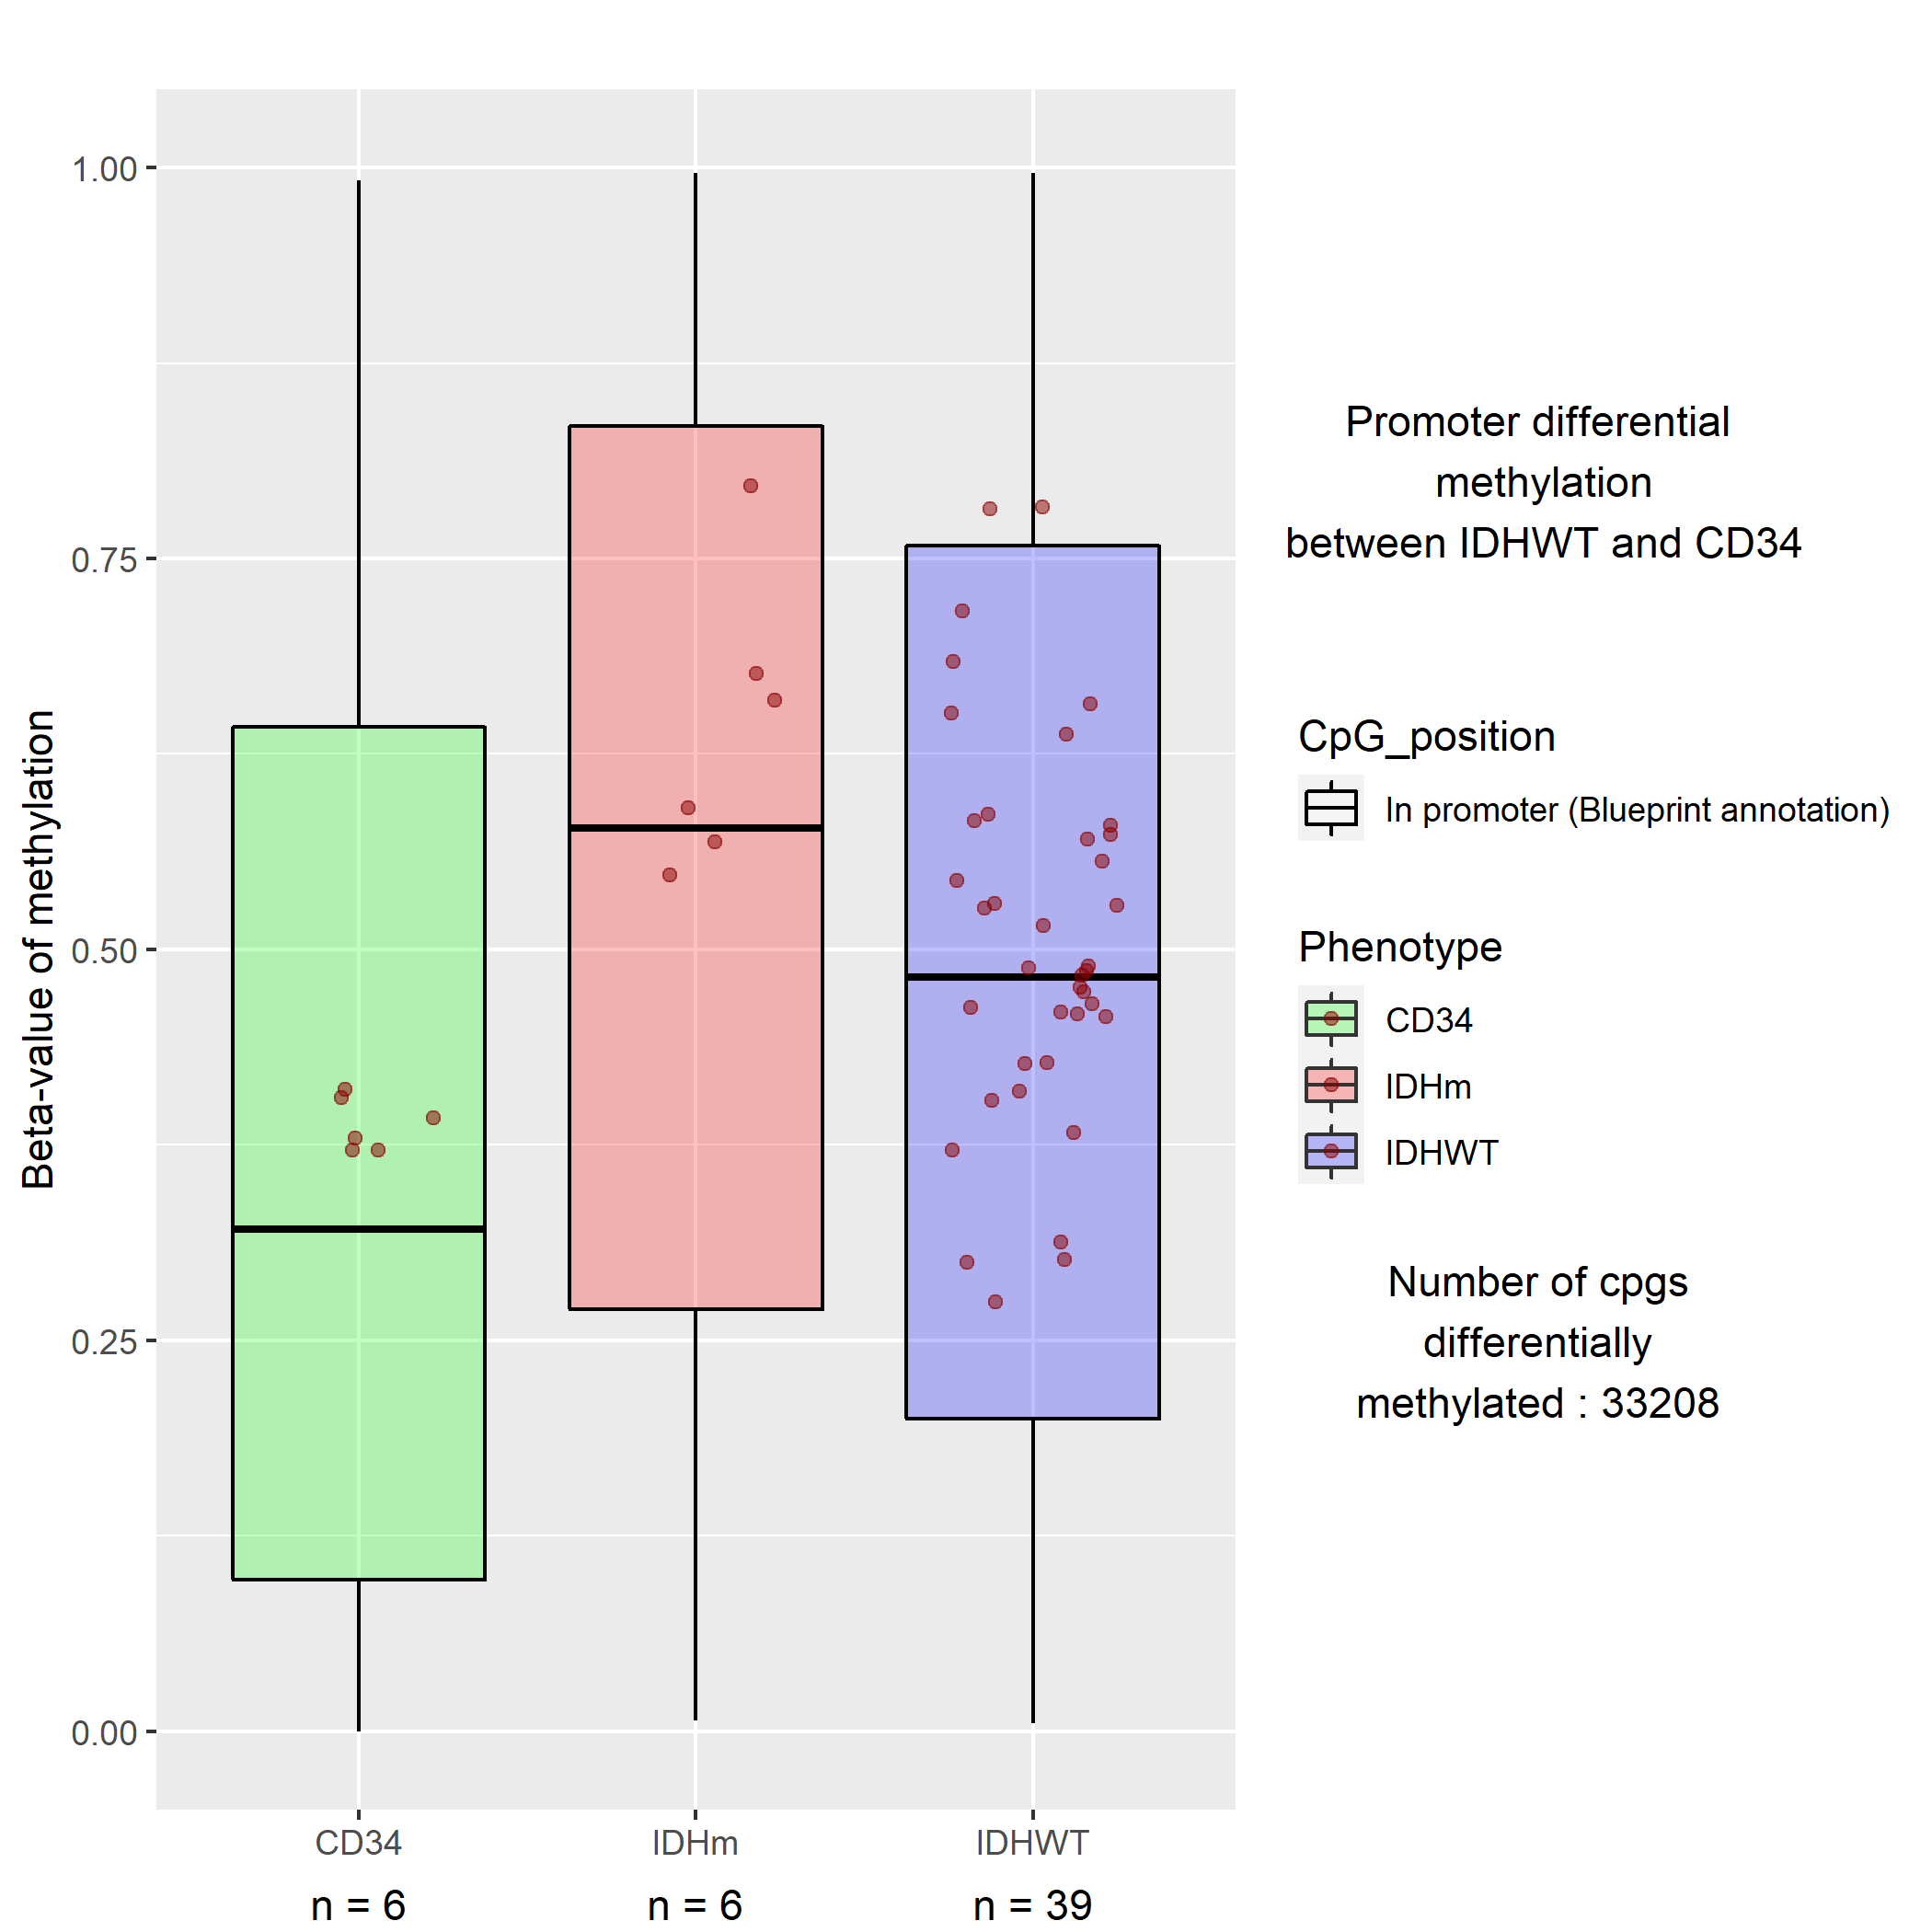 1.00
0.75
0.50
0.25
0.00
Beta-value of methylation
CD34
IDHm
IDHWT
n = 6
n = 6
n = 39
Promoter differential
methylation
between IDHWT and CD34
CpG_position
In promoter (Blueprint annotation)
Phenotype
CD34
IDHm
IDHWT
Number of cpgs
differentially
methylated : 33208